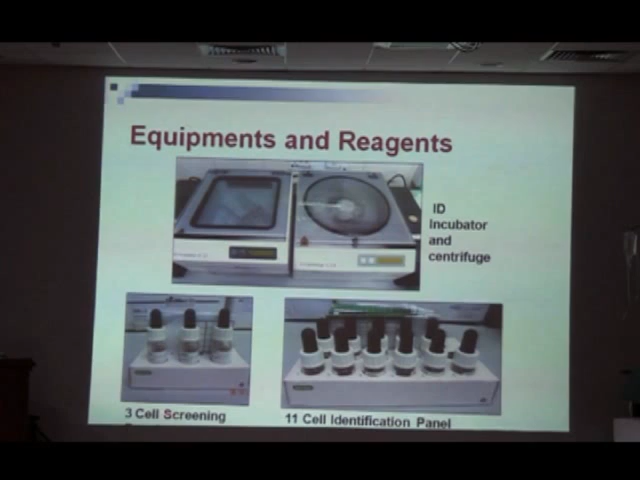 Equipments and Reagents
ID
Incubator
and
centrifuge
3 Cell Screening
11 Cell Identification Panel